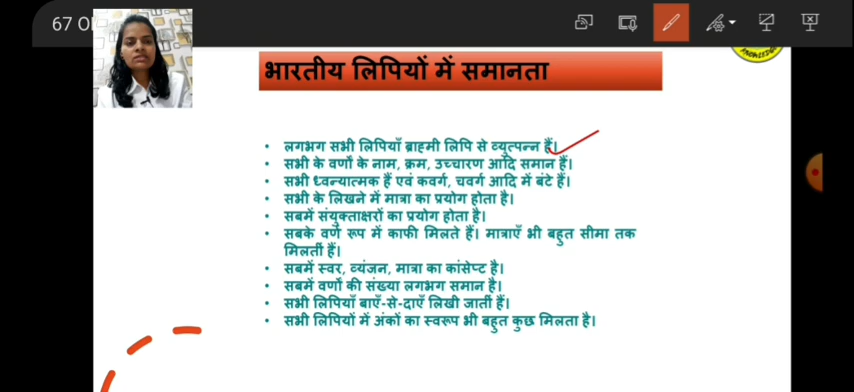 67 O
KNOWLEDGE
भारतीय लिपियों में समानता
• लगभग सभी लिपियाँ ब्राह्मी लिपि से व्युत्पन्न हैं।
• सभी के वर्णों के नाम, क्रम, उच्चारण आदि समान हैं।
• सभी ध्वन्यात्मक हैं एवं कवर्ग, चवर्ग आदि में बंटे हैं।
• सभी के लिखने में मात्रा का प्रयोग होता है।
• सबमें संयुक्ताक्षरों का प्रयोग होता है।
• सबके वर्ण रूप में काफी मिलते हैं। मात्राएँ भी बहुत सीमा तक
मिलतीं हैं।
• सबमें स्वर, व्यंजन, मात्रा का कांसेप्ट है।
• सबमें वर्णों की संख्या लगभग समान है।
• सभी लिपियाँ बाएँ-से-दाएँ लिखी जातीं हैं।
• सभी लिपियों में अंकों का स्वरूप भी बहुत कुछ मिलता है।